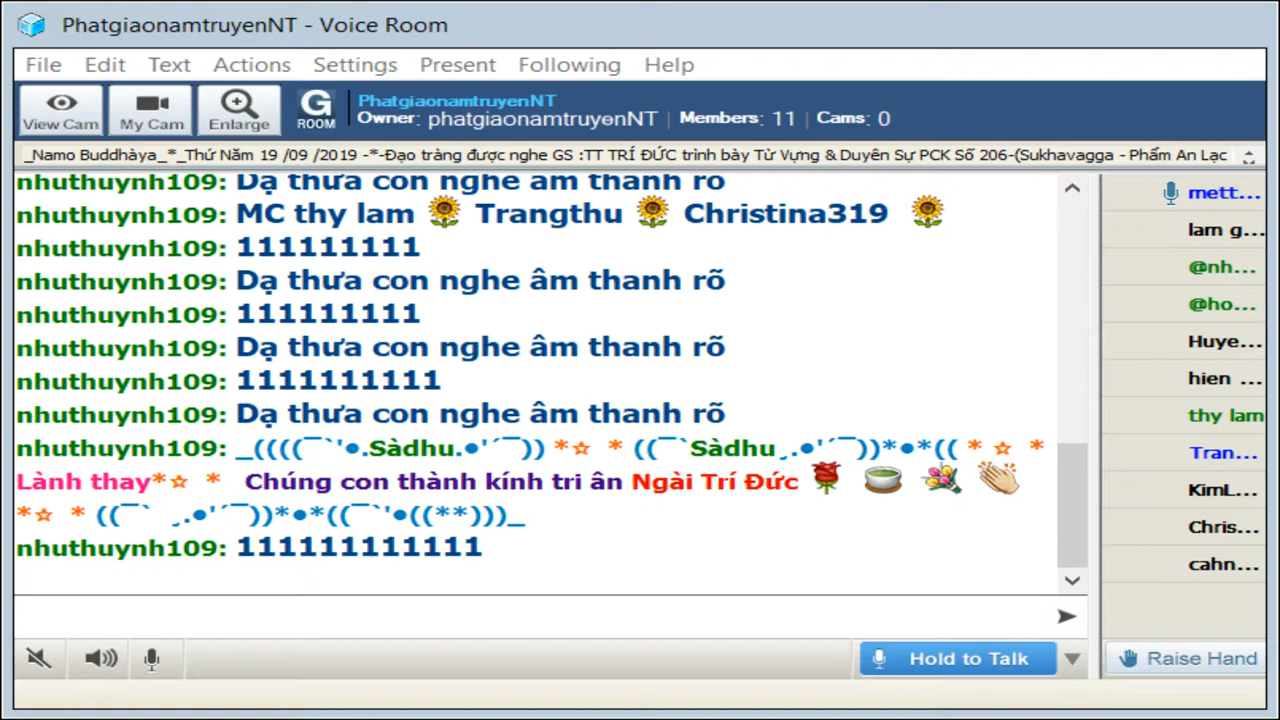 PhatgiaonamtruyenNT - Voice Room
File Edit Text Actions Settings Present Following Help
View Cam My Cam Enlarge G ROOM
PhatgiaonamtruyenNT
Owner: phatgiaonamtruyenNT | Members: 11 | Cams: 0
_Namo Buddhàya_*_Thứ Năm 19 /09 /2019 -*-Đạo tràng được nghe GS :TT TRÍ ĐỨC trình bày Từ Vựng & Duyên Sự PCK Số 206-(Sukhavagga - Phẩm An Lạc
nhuthuynh109: Dạ thưa con nghe âm thanh rõ
nhuthuynh109: MC thy lam 🌻 Trangthu 🌻 Christina319 🌻
nhuthuynh109: 111111111
nhuthuynh109: Dạ thưa con nghe âm thanh rõ
nhuthuynh109: 111111111
nhuthuynh109: Dạ thưa con nghe âm thanh rõ
nhuthuynh109: 1111111111
nhuthuynh109: Dạ thưa con nghe âm thanh rõ
nhuthuynh109: _((((¯`'●.Sàdhu.●'´¯)) *☆ * ((¯`Sàdhu¸.●'´¯))*●*(( * ☆ *
Lành thay*☆ * Chúng con thành kính tri ân Ngài Trí Đức 🌹 🍵 💐 👏
*☆ * ((¯` ¸.●'´¯))*●*((¯`'●((**)))_
nhuthuynh109: 111111111111
mett...
lam g...
@nh...
@ho...
Huye...
hien ...
thy lam
Tran...
KimL...
Chris...
cahn...
Hold to Talk
Raise Hand